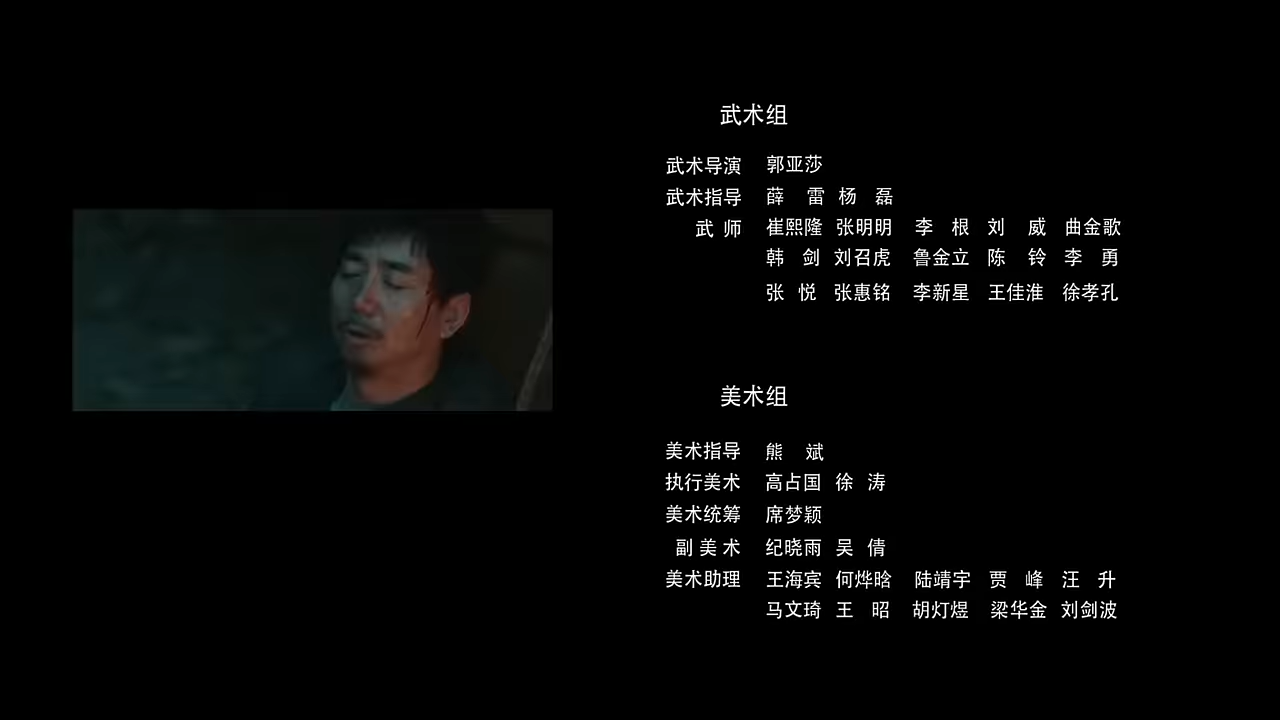 武术组
武术导演 郭亚莎
武术指导 薛 雷 杨 磊
武 师 崔熙隆 张明明 李 根 刘 威 曲金歌
韩 剑 刘召虎 鲁金立 陈 铃 李 勇
张 悦 张惠铭 李新星 王佳淮 徐孝孔
美术组
美术指导 熊 斌
执行美术 高占国 徐 涛
美术统筹 席梦颖
副 美 术 纪晓雨 吴 倩
美术助理 王海宾 何烨晗 陆靖宇 贾 峰 汪 升
马文琦 王 昭 胡灯煜 梁华金 刘剑波